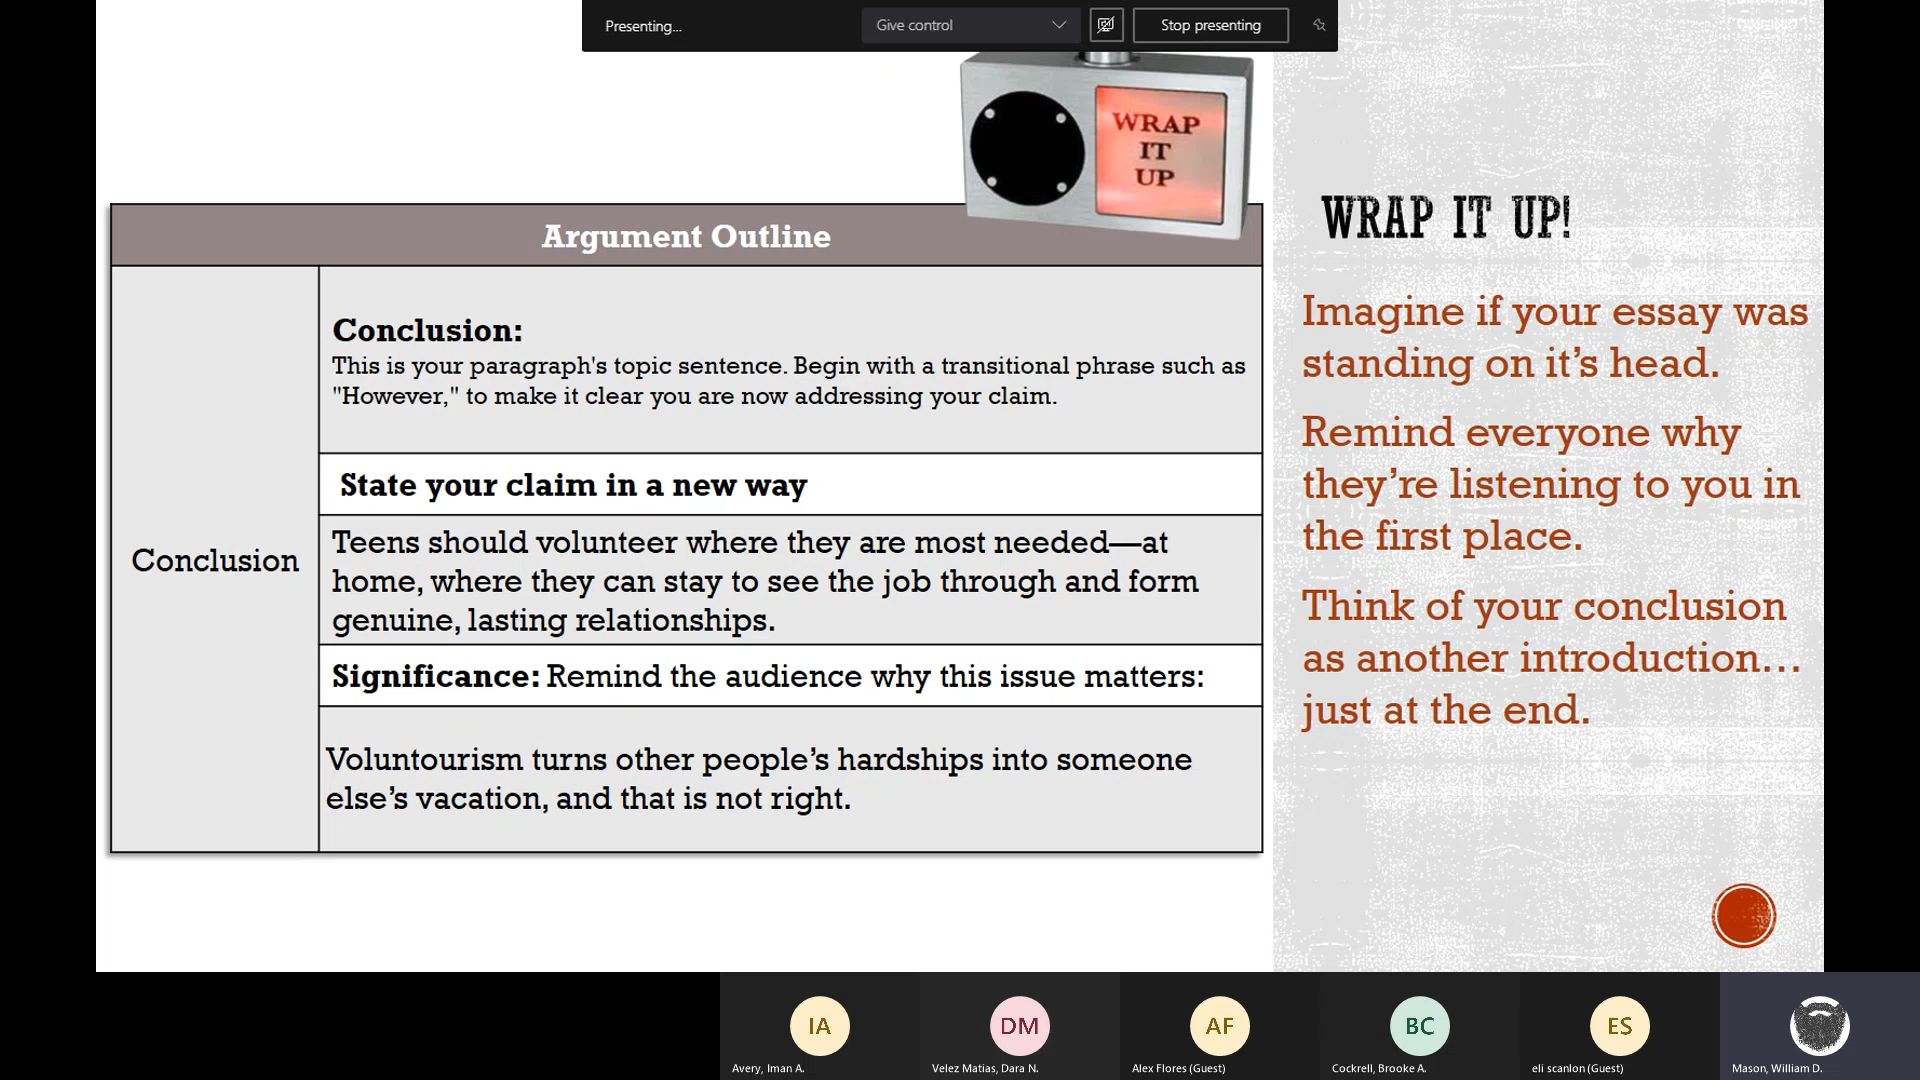 Presenting...
Give control
Stop presenting
WRAP
IT
UP
Argument Outline
Conclusion
Conclusion:
This is your paragraph's topic sentence. Begin with a transitional phrase such as
"However," to make it clear you are now addressing your claim.
State your claim in a new way
Teens should volunteer where they are most needed—at
home, where they can stay to see the job through and form
genuine, lasting relationships.
Significance: Remind the audience why this issue matters:
Voluntourism turns other people’s hardships into someone
else’s vacation, and that is not right.
WRAP IT UP!
Imagine if your essay was
standing on it’s head.
Remind everyone why
they’re listening to you in
the first place.
Think of your conclusion
as another introduction…
just at the end.
IA
DM
AF
BC
ES
Avery, Iman A.
Velez Matias, Dara N.
Alex Flores (Guest)
Cockrell, Brooke A.
eli scanlon (Guest)
Mason, William D.